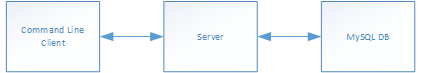 Command Line
Client
Server
MySQL DB